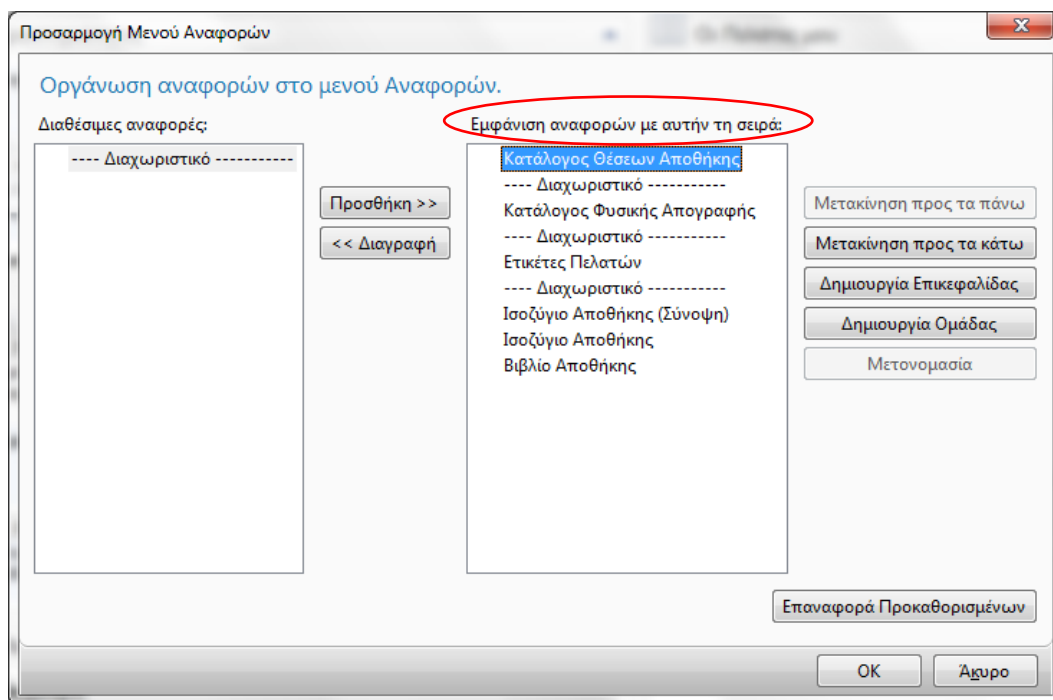 Προσαρμογή Μενού Αναφορών
Οργάνωση αναφορών στο μενού Αναφορών.
Διαθέσιμες αναφορές:
---- Διαχωριστικό -----------
Προσθήκη >>
<< Διαγραφή
Εμφάνιση αναφορών με αυτήν τη σειρά:
Κατάλογος Θέσεων Αποθήκης
---- Διαχωριστικό -----------
Κατάλογος Φυσικής Απογραφής
---- Διαχωριστικό -----------
Ετικέτες Πελατών
---- Διαχωριστικό -----------
Ισοζύγιο Αποθήκης (Σύνοψη)
Ισοζύγιο Αποθήκης
Βιβλίο Αποθήκης
Μετακίνηση προς τα πάνω
Μετακίνηση προς τα κάτω
Δημιουργία Επικεφαλίδας
Δημιουργία Ομάδας
Μετονομασία
Επαναφορά Προκαθορισμένων
OK
Άκυρο